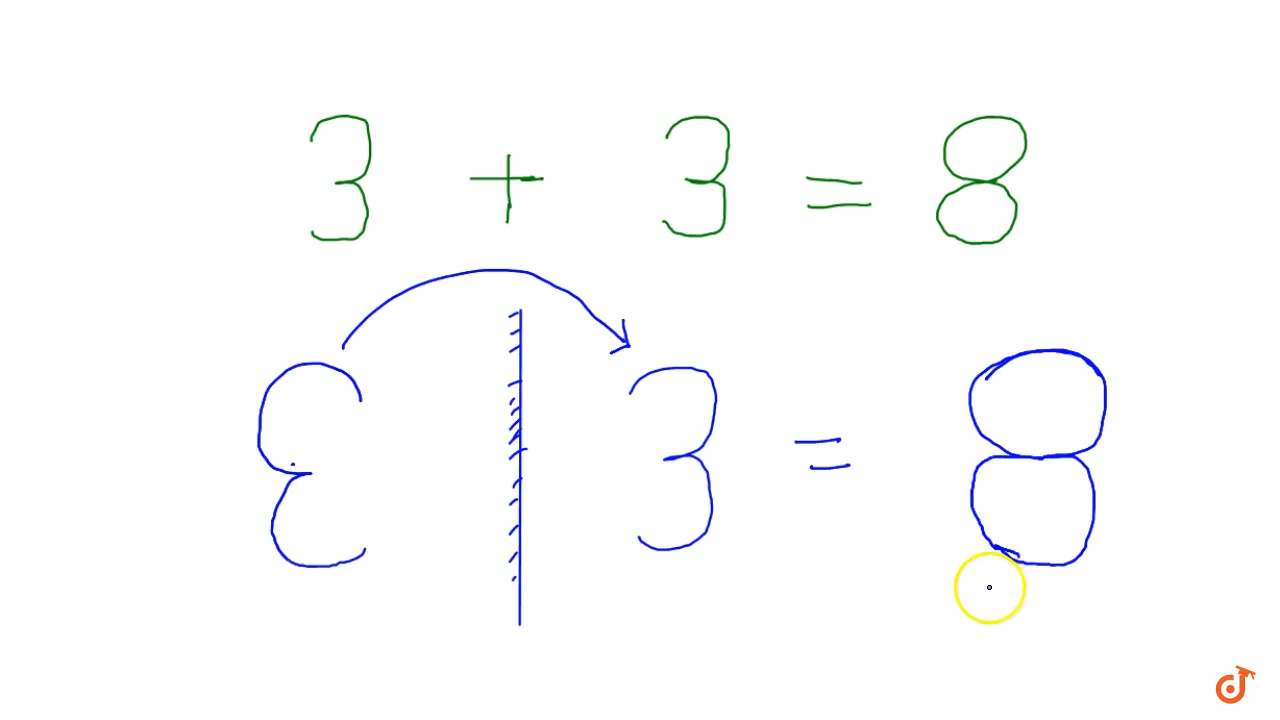 3 + 3 = 8
Ɛ 3 = 8